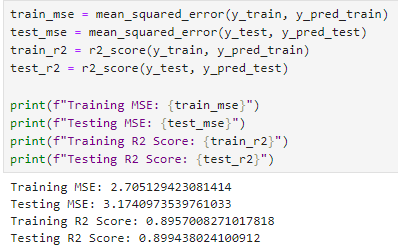 train_mse = mean_squared_error(y_train, y_pred_train)
test_mse = mean_squared_error(y_test, y_pred_test)
train_r2 = r2_score(y_train, y_pred_train)
test_r2 = r2_score(y_test, y_pred_test)
print(f"Training MSE: {train_mse}")
print(f"Testing MSE: {test_mse}")
print(f"Training R2 Score: {train_r2}")
print(f"Testing R2 Score: {test_r2}")
Training MSE: 2.705129423081414
Testing MSE: 3.1740973539761033
Training R2 Score: 0.8957008271017818
Testing R2 Score: 0.899438024100912